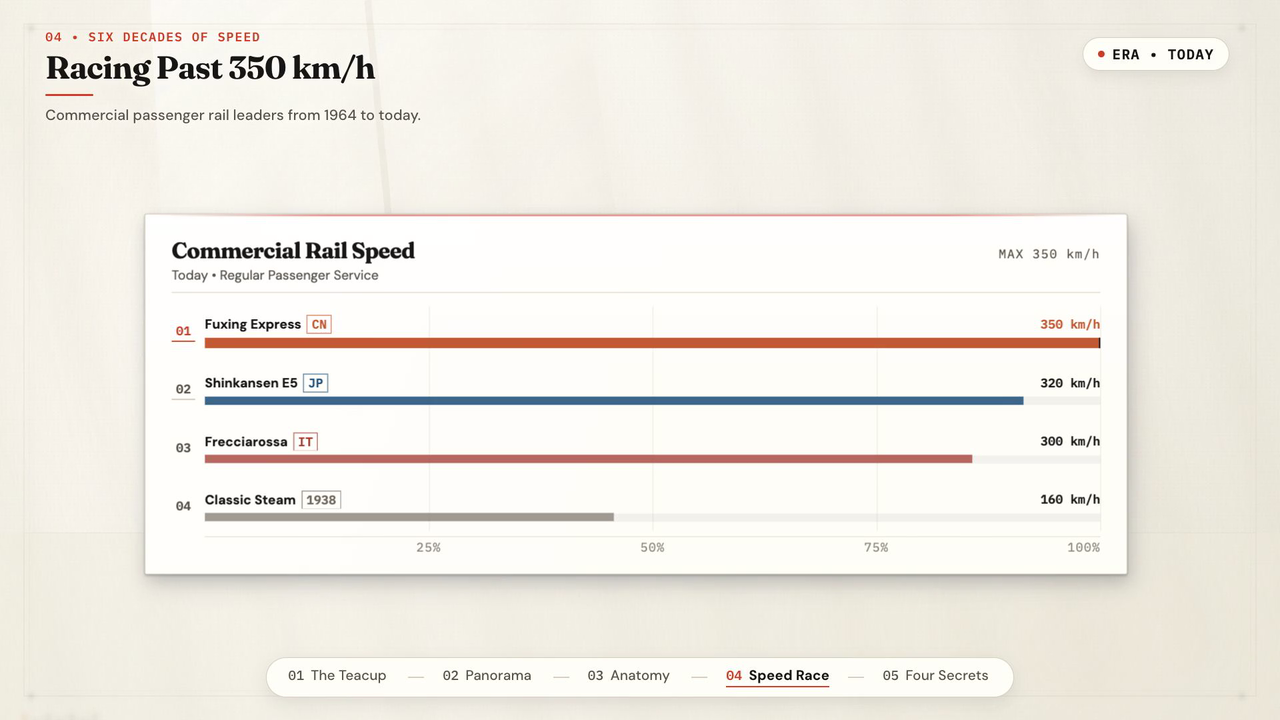 04 • SIX DECADES OF SPEED
Racing Past 350 km/h
Commercial passenger rail leaders from 1964 to today.
ERA • TODAY
Commercial Rail Speed
Today • Regular Passenger Service
MAX 350 km/h
01 Fuxing Express CN 350 km/h
02 Shinkansen E5 JP 320 km/h
03 Frecciarossa IT 300 km/h
04 Classic Steam 1938 160 km/h
25% 50% 75% 100%
01 The Teacup — 02 Panorama — 03 Anatomy — 04 Speed Race — 05 Four Secrets